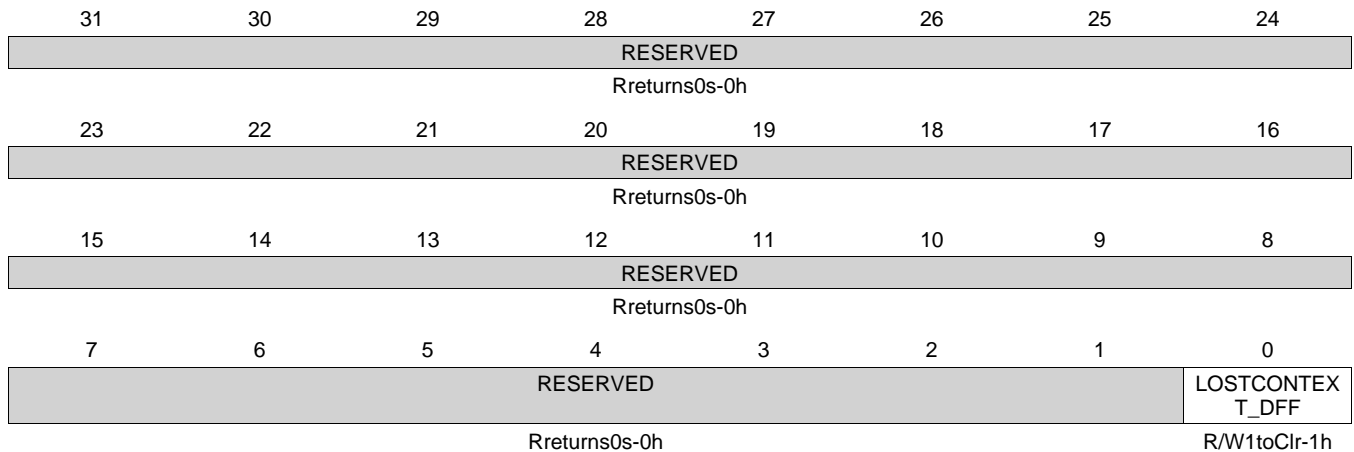 31 30 29 28 27 26 25 24
RESERVED
Rreturns0s-0h
23 22 21 20 19 18 17 16
RESERVED
Rreturns0s-0h
15 14 13 12 11 10 9 8
RESERVED
Rreturns0s-0h
7 6 5 4 3 2 1 0
RESERVED LOSTCONTEX
T_DFF
Rreturns0s-0h R/W1toClr-1h